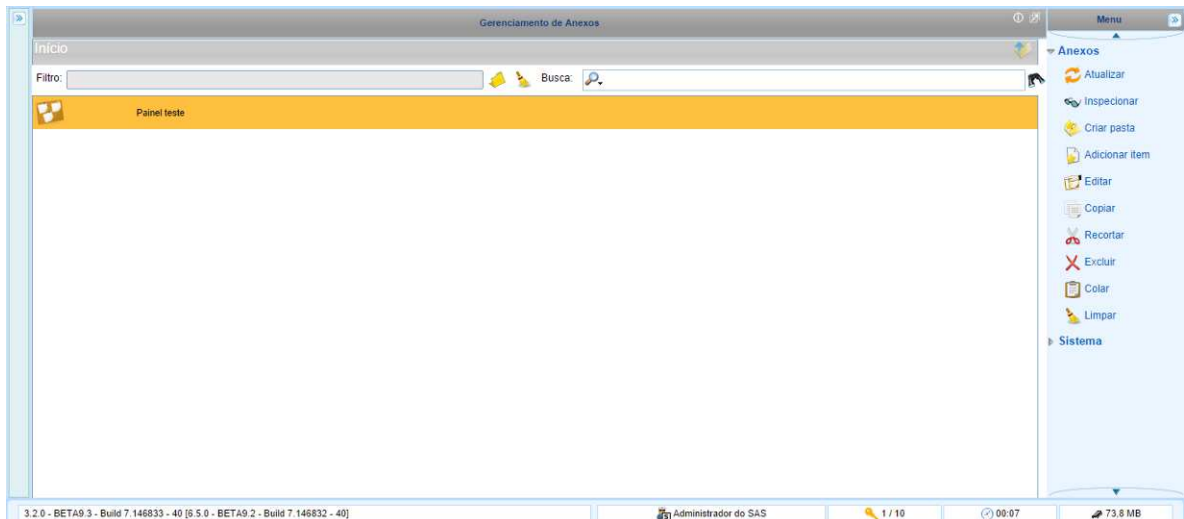 Gerenciamento de Anexos
Menu
Início
Anexos
Filtro:
Busca:
Atualizar
Painel teste
Inspecionar
Criar pasta
Adicionar item
Editar
Copiar
Recortar
Excluir
Colar
Limpar
Sistema
3.2.0 - BETA9.3 - Build 7.146833 - 40 [6.5.0 - BETA9.2 - Build 7.146832 - 40]
Administrador do SAS
1 / 10
00:07
73,8 MB